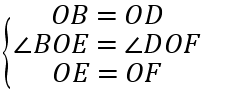 OB = OD
∠BOE = ∠DOF
OE = OF